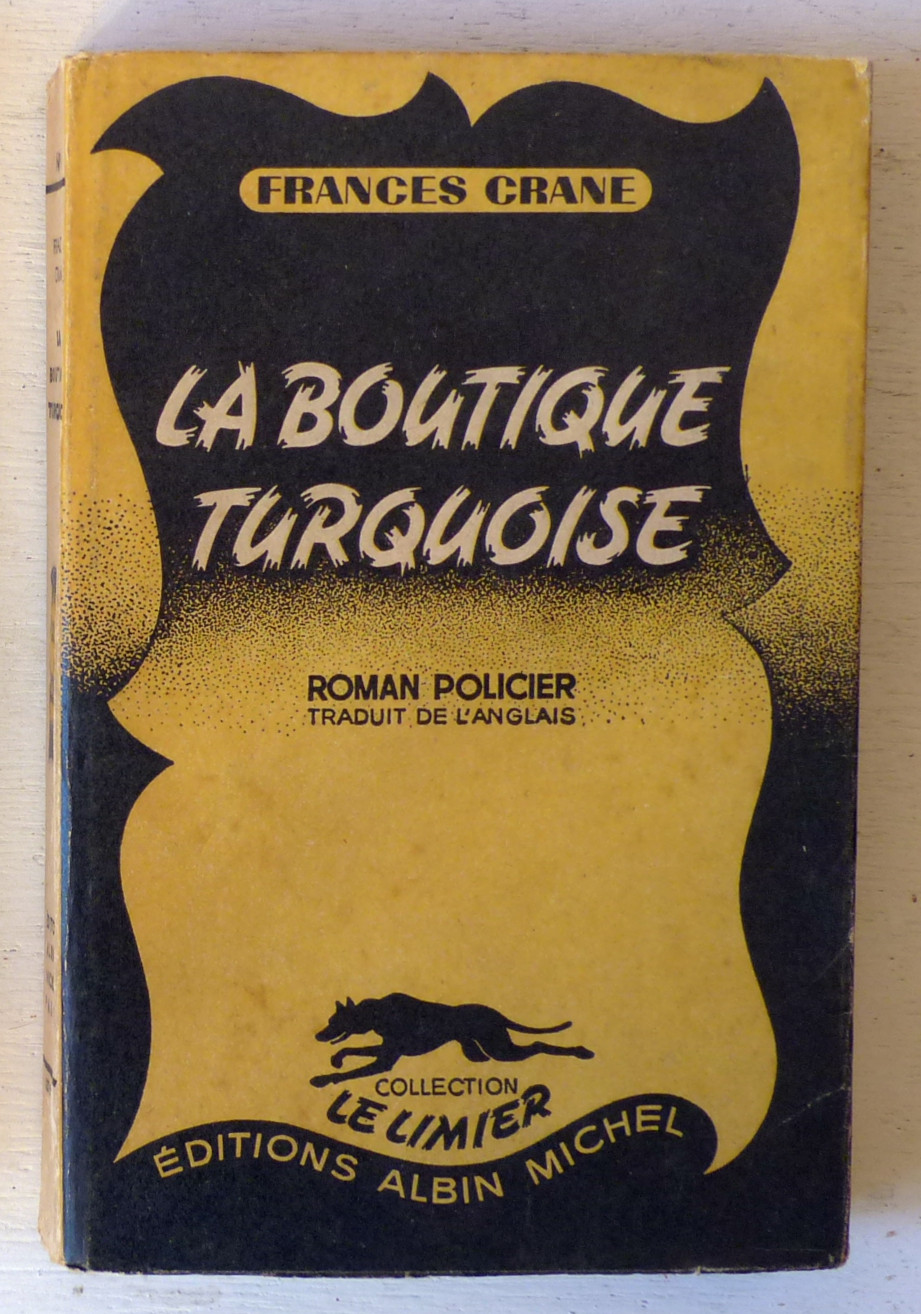 FRANCES CRANE
LA BOUTIQUE
TURQUOISE
ROMAN POLICIER
TRADUIT DE L'ANGLAIS
COLLECTION
LE LIMIER
ÉDITIONS ALBIN MICHEL